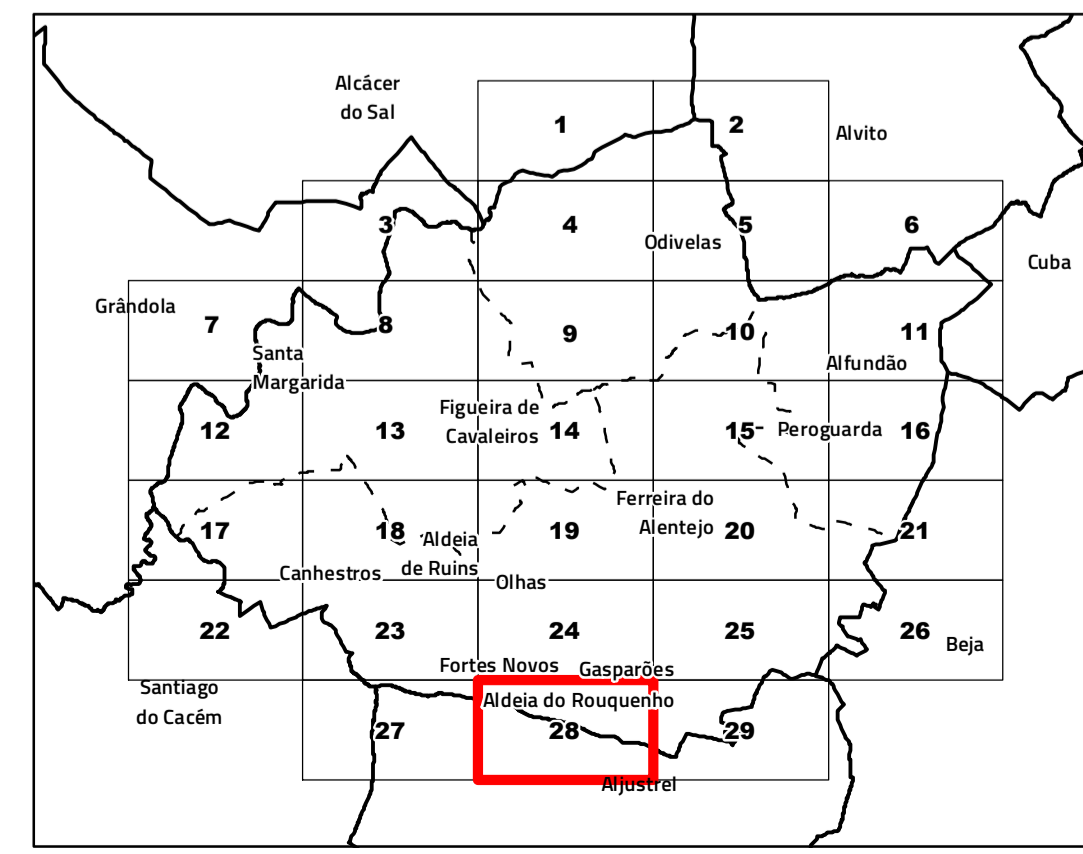 Alcácer
do Sal
1
2
Alvito
3
4
5
6
Odivelas
Cuba
Grândola
7
8
9
10
11
Santa
Margarida
Alfundão
Figueira de
Cavaleiros
12
13
14
15
Peroguarda
16
Ferreira do
Alentejo
17
18
Aldeia
de Ruins
19
20
21
Canhestros
Olhas
22
23
24
25
26
Beja
Fortes Novos
Gasparões
Santiago
do Cacém
Aldeia do Rouquenho
27
28
29
Aljustrel